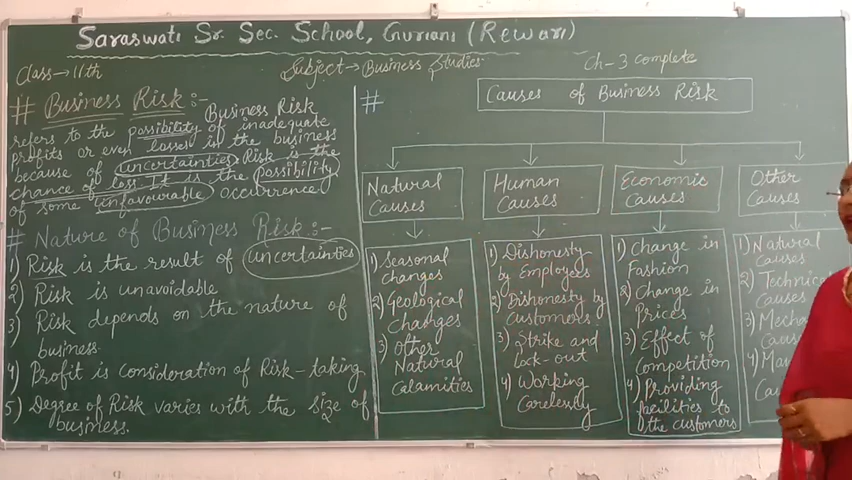 Saraswati Sr. Sec. School, Gurians (Rewari)
Class→11th
Subject→Business Studies
Ch-3 complete
# Business Risk:-
Business Risk
refers to the possibility of inadequate
profits or even losses in the business
because of uncertainties. Risk is the
chance of loss. It is the possibility
of some unfavourable occurrence.
# Nature of Business Risk:-
1) Risk is the result of uncertainties
2) Risk is unavoidable
3) Risk depends on the nature of
business.
4) Profit is consideration of Risk-taking
5) Degree of Risk varies with the size of
business.
#
Causes of Business Risk
Natural
Causes
1) Seasonal
changes
2) Geological
Changes
3) Other
Natural
Calamities
Human
Causes
1) Dishonesty
by Employees
2) Dishonesty by
customers
3) Strike and
lock-out
4) Working
Carelessly
Economic
Causes
1) Change in
Fashion
2) Change in
Prices
3) Effect of
Competition
4) Providing
facilities to
the customers
Other
Causes
1) Natural
causes
2) Technica
causes
3) Mecha
Caus
4) Ma
Ca